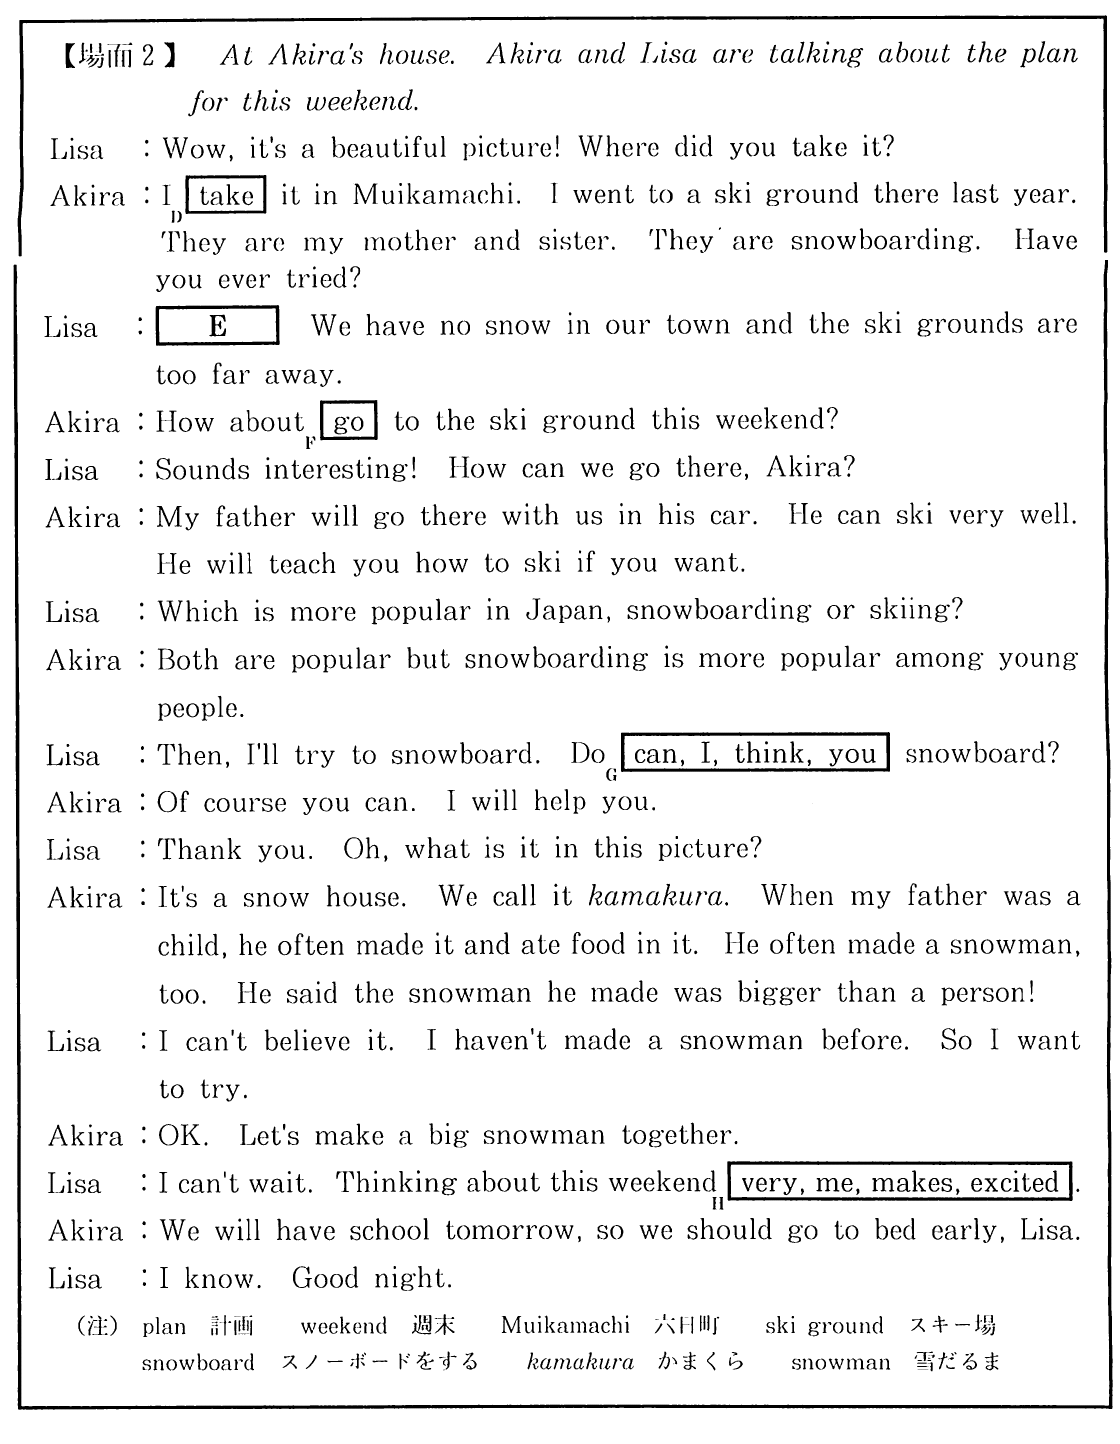 【場面2】 At Akira's house. Akira and Lisa are talking about the plan
for this weekend.
Lisa : Wow, it's a beautiful picture! Where did you take it?
Akira : I D take it in Muikamachi. I went to a ski ground there last year.
They are my mother and sister. They are snowboarding. Have
you ever tried?
Lisa : E We have no snow in our town and the ski grounds are
too far away.
Akira : How about F go to the ski ground this weekend?
Lisa : Sounds interesting! How can we go there, Akira?
Akira : My father will go there with us in his car. He can ski very well.
He will teach you how to ski if you want.
Lisa : Which is more popular in Japan, snowboarding or skiing?
Akira : Both are popular but snowboarding is more popular among young
people.
Lisa : Then, I'll try to snowboard. Do G can, I, think, you snowboard?
Akira : Of course you can. I will help you.
Lisa : Thank you. Oh, what is it in this picture?
Akira : It's a snow house. We call it kamakura. When my father was a
child, he often made it and ate food in it. He often made a snowman,
too. He said the snowman he made was bigger than a person!
Lisa : I can't believe it. I haven't made a snowman before. So I want
to try.
Akira : OK. Let's make a big snowman together.
Lisa : I can't wait. Thinking about this weekend H very, me, makes, excited .
Akira : We will have school tomorrow, so we should go to bed early, Lisa.
Lisa : I know. Good night.
(注) plan 計画 weekend 週末 Muikamachi 六日町 ski ground スキー場
snowboard スノーボードをする kamakura かまくら snowman 雪だるま